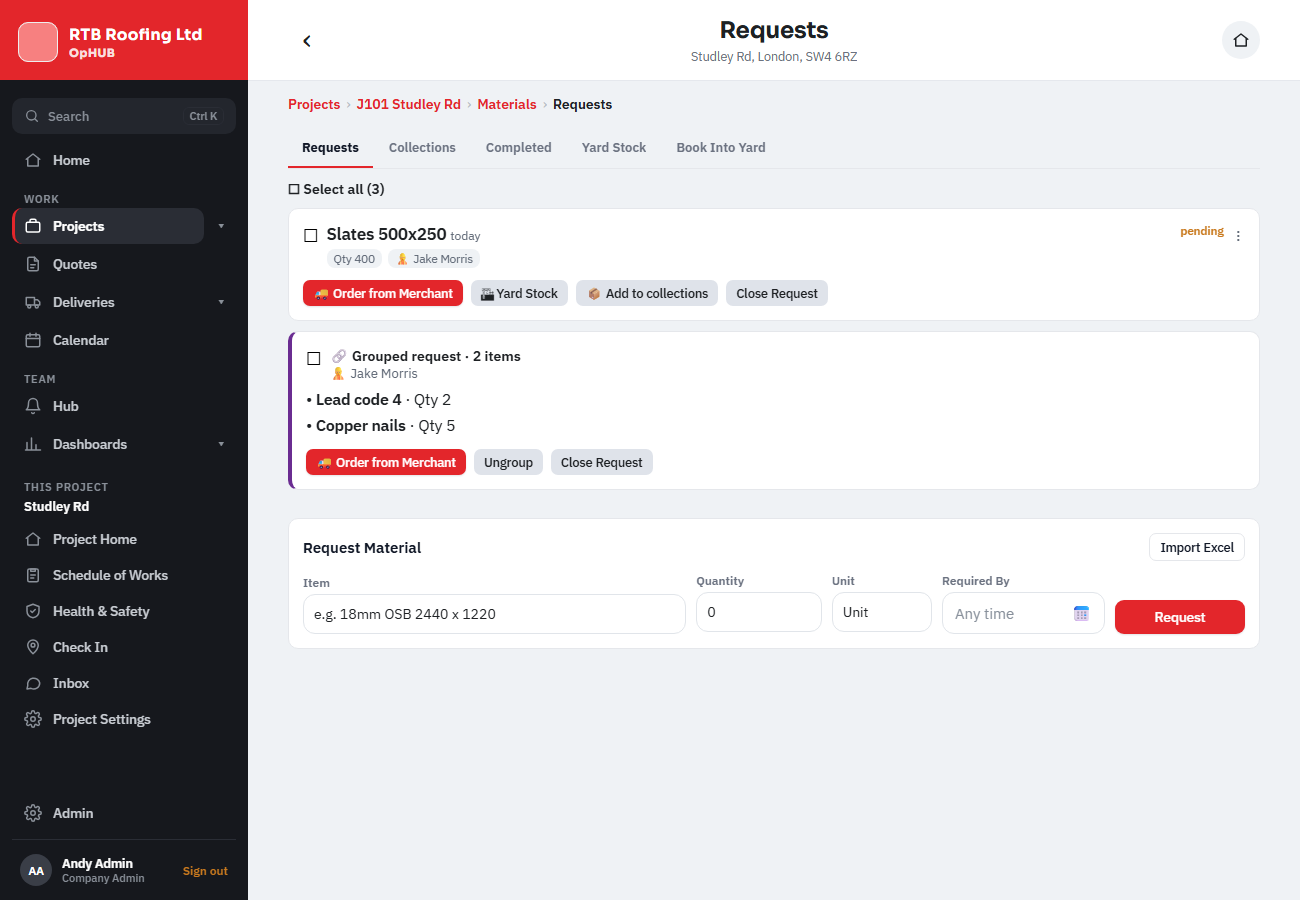 RTB Roofing Ltd
OpHUB
Search Ctrl K
Home
WORK
Projects
Quotes
Deliveries
Calendar
TEAM
Hub
Dashboards
THIS PROJECT
Studley Rd
Project Home
Schedule of Works
Health & Safety
Check In
Inbox
Project Settings
Admin
AA
Andy Admin
Company Admin
Sign out
Requests
Studley Rd, London, SW4 6RZ
Projects › J101 Studley Rd › Materials › Requests
Requests Collections Completed Yard Stock Book Into Yard
Select all (3)
Slates 500x250 today
pending
Qty 400 Jake Morris
Order from Merchant Yard Stock Add to collections Close Request
Grouped request · 2 items
Jake Morris
• Lead code 4 · Qty 2
• Copper nails · Qty 5
Order from Merchant Ungroup Close Request
Request Material
Import Excel
Item Quantity Unit Required By
e.g. 18mm OSB 2440 x 1220 0 Unit Any time Request